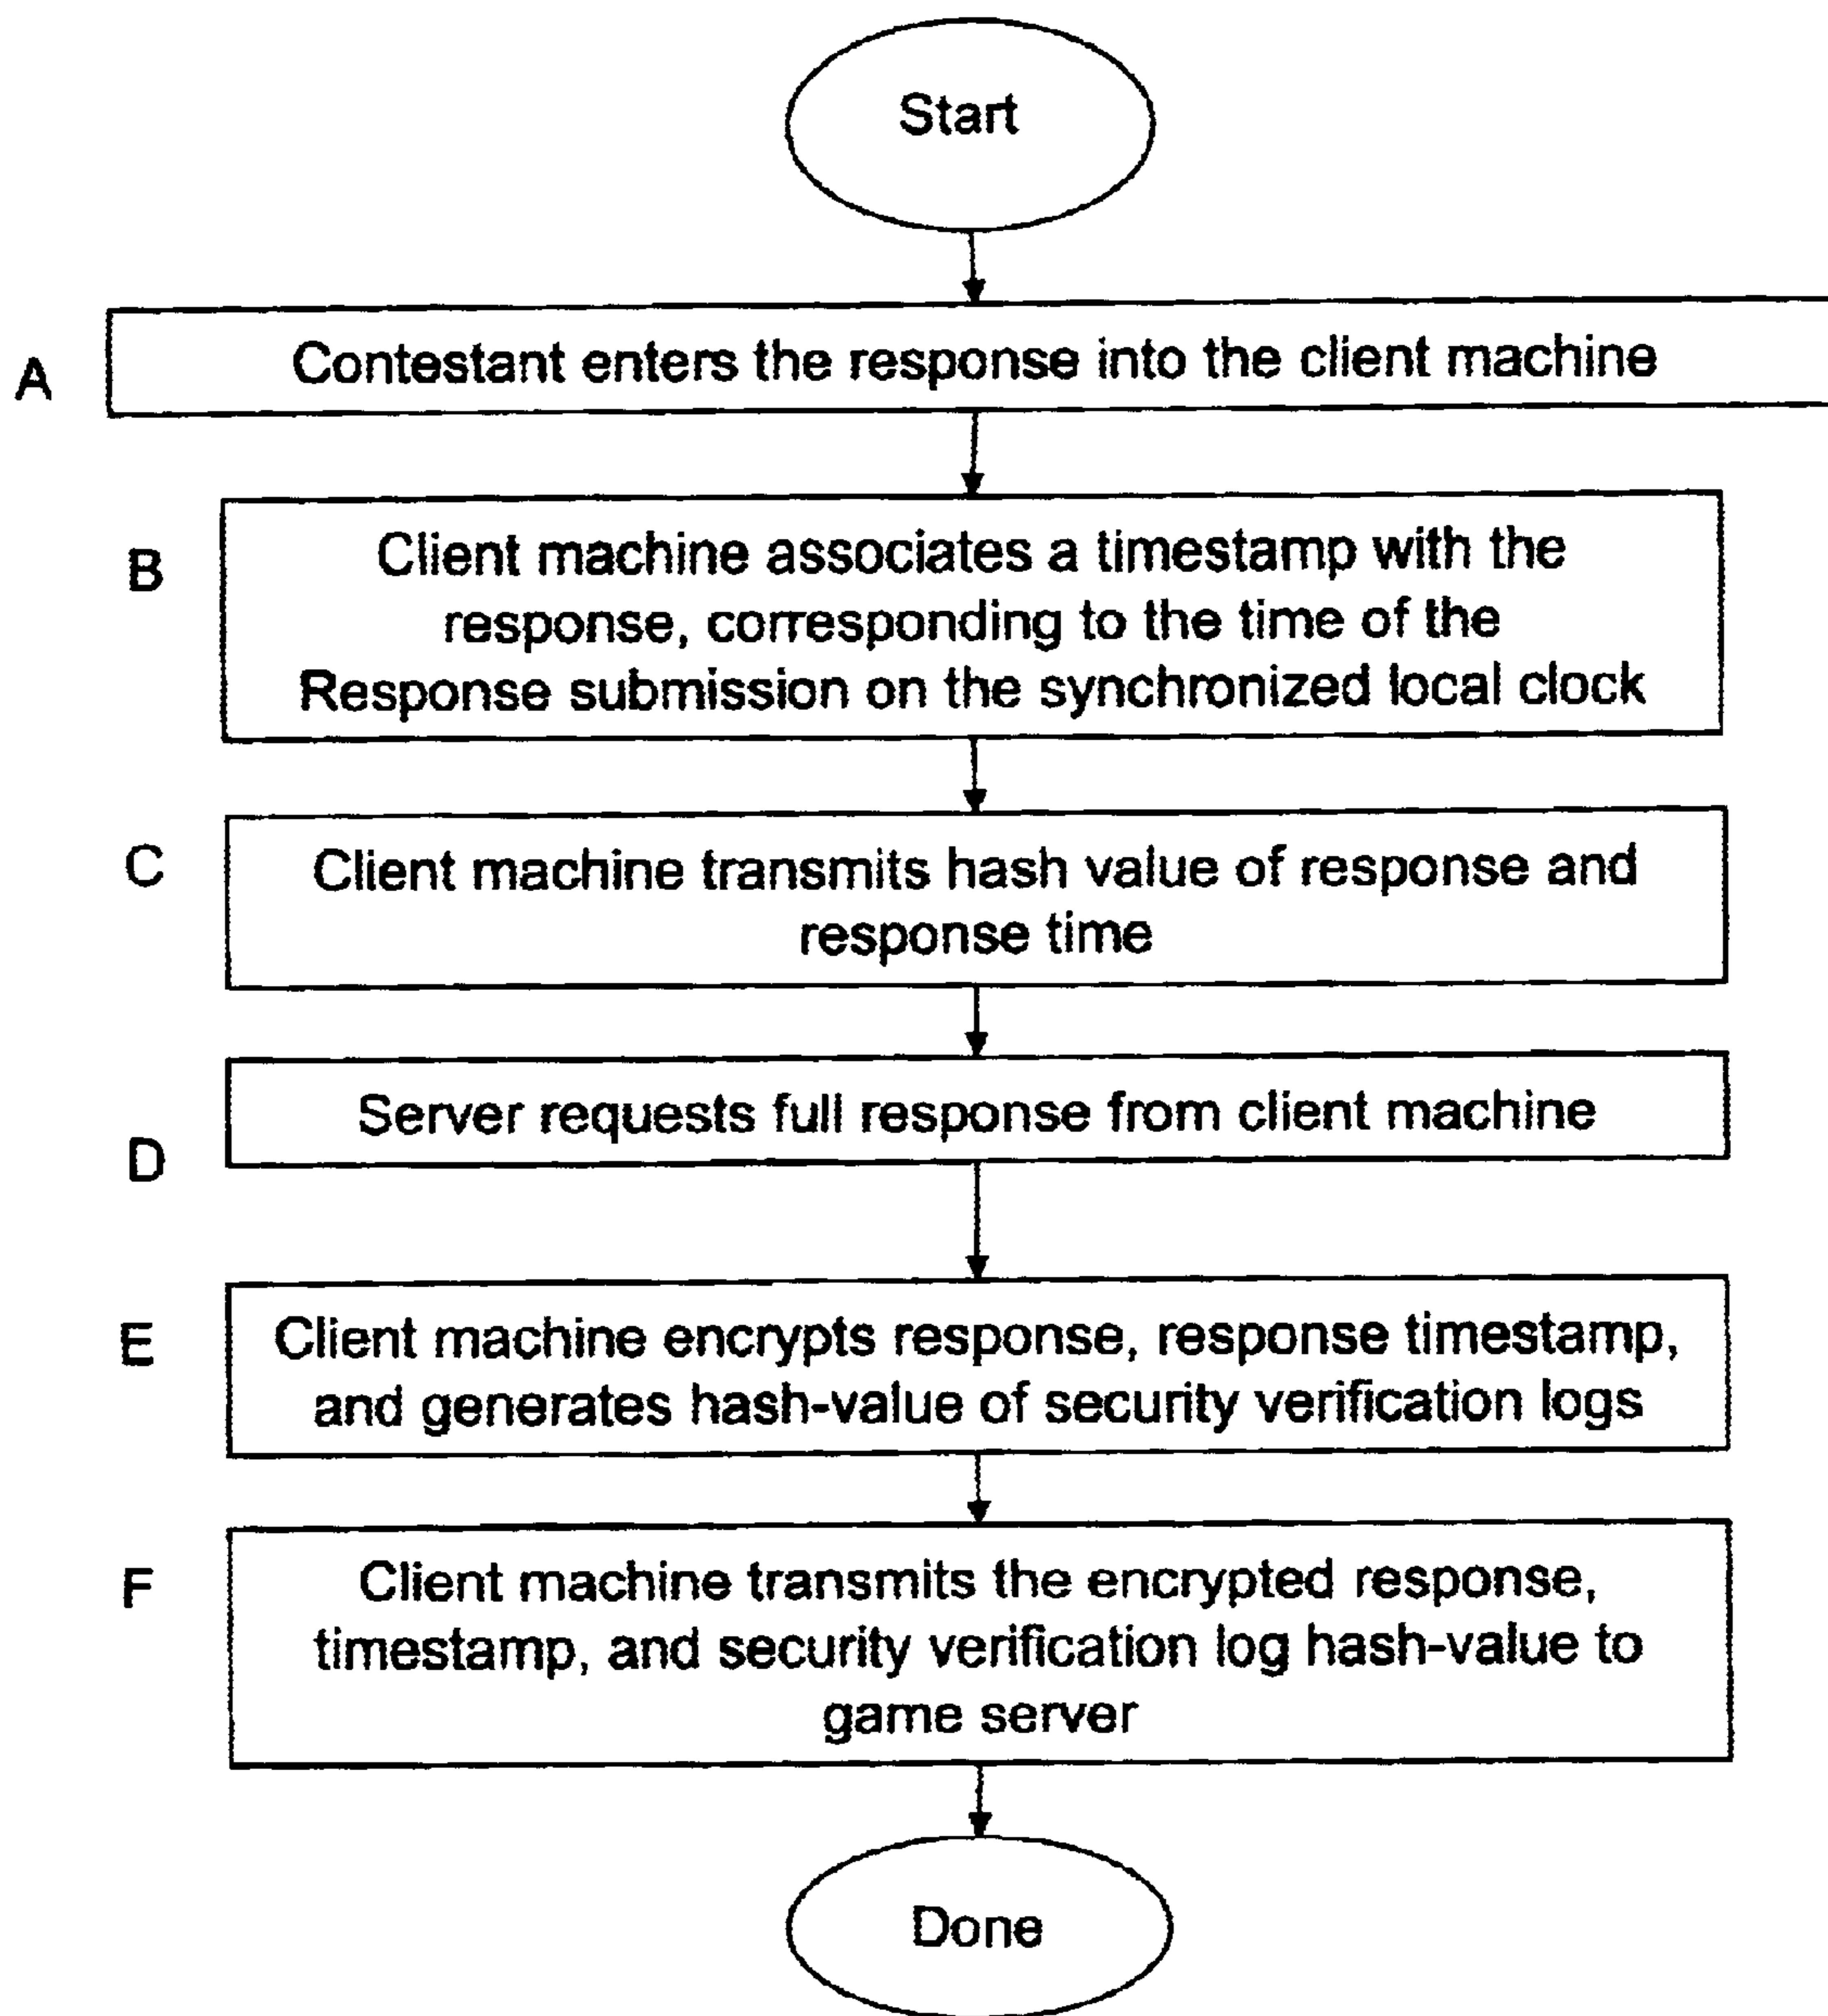 Start
A
Contestant enters the response into the client machine
B
Client machine associates a timestamp with the
response, corresponding to the time of the
Response submission on the synchronized local clock
C
Client machine transmits hash value of response and
response time
D
Server requests full response from client machine
E
Client machine encrypts response, response timestamp,
and generates hash-value of security verification logs
F
Client machine transmits the encrypted response,
timestamp, and security verification log hash-value to
game server
Done